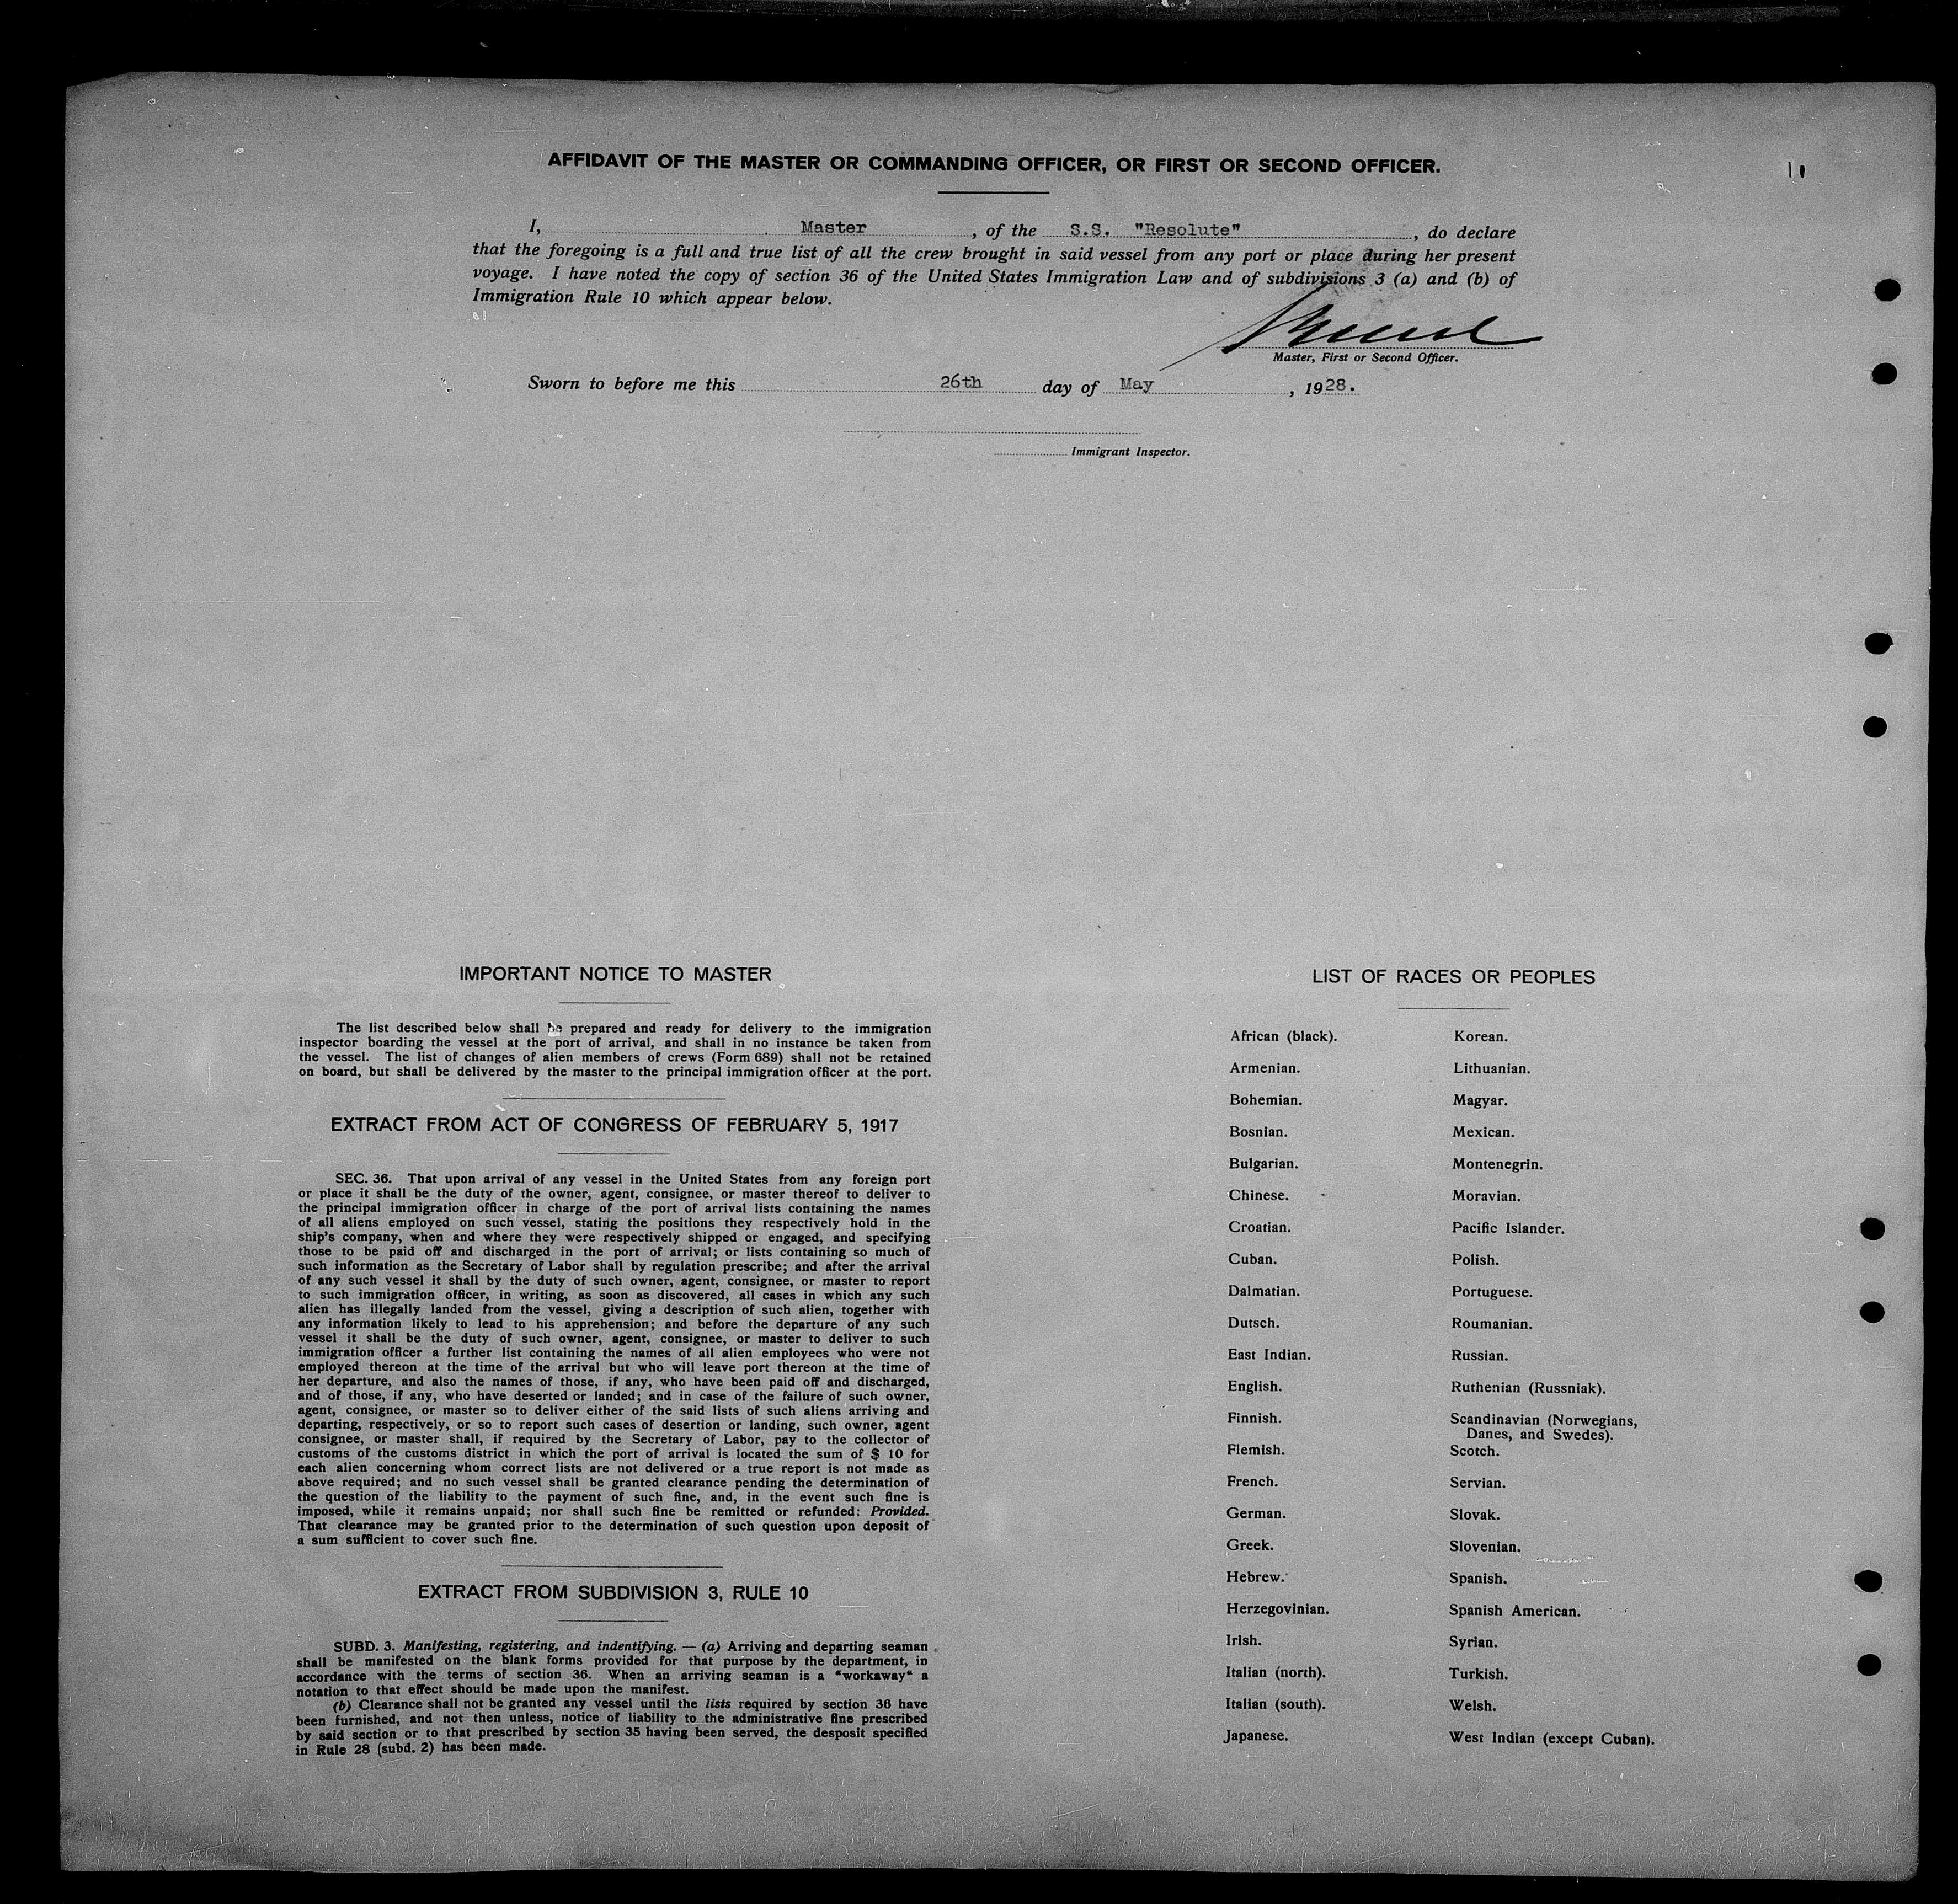 AFFIDAVIT OF THE MASTER OR COMMANDING OFFICER, OR FIRST OR SECOND OFFICER.
I, Master, of the S.S. "Resolute", do declare
that the foregoing is a full and true list of all the crew brought in said vessel from any port or place during her present
voyage. I have noted the copy of section 36 of the United States Immigration Law and of subdivisions 3 (a) and (b) of
Immigration Rule 10 which appear below.
Master, First or Second Officer.
Sworn to before me this 26th day of May, 1928.
Immigrant Inspector.
IMPORTANT NOTICE TO MASTER
The list described below shall be prepared and ready for delivery to the immigration
inspector boarding the vessel at the port of arrival, and shall in no instance be taken from
the vessel. The list of changes of alien members of crews (Form 689) shall not be retained
on board, but shall be delivered by the master to the principal immigration officer at the port.
EXTRACT FROM ACT OF CONGRESS OF FEBRUARY 5, 1917
SEC. 36. That upon arrival of any vessel in the United States from any foreign port
or place it shall be the duty of the owner, agent, consignee, or master thereof to deliver to
the principal immigration officer in charge of the port of arrival lists containing the names
of all aliens employed on such vessel, stating the positions they respectively hold in the
ship's company, when and where they were respectively shipped or engaged, and specifying
those to be paid off and discharged in the port of arrival; or lists containing so much of
such information as the Secretary of Labor shall by regulation prescribe; and after the arrival
of any such vessel it shall by the duty of such owner, agent, consignee, or master to report
to such immigration officer, in writing, as soon as discovered, all cases in which any such
alien has illegally landed from the vessel, giving a description of such alien, together with
any information likely to lead to his apprehension; and before the departure of any such
vessel it shall be the duty of such owner, agent, consignee, or master to deliver to such
immigration officer a further list containing the names of all alien employees who were not
employed thereon at the time of the arrival but who will leave port thereon at the time of
her departure, and also the names of those, if any, who have been paid off and discharged,
and of those, if any, who have deserted or landed; and in case of the failure of such owner,
agent, consignee, or master so to deliver either of the said lists of such aliens arriving and
departing, respectively, or so to report such cases of desertion or landing, such owner, agent
consignee, or master shall, if required by the Secretary of Labor, pay to the collector of
customs of the customs district in which the port of arrival is located the sum of $ 10 for
each alien concerning whom correct lists are not delivered or a true report is not made as
above required; and no such vessel shall be granted clearance pending the determination of
the question of the liability to the payment of such fine, and, in the event such fine is
imposed, while it remains unpaid; nor shall such fine be remitted or refunded: Provided.
That clearance may be granted prior to the determination of such question upon deposit of
a sum sufficient to cover such fine.
EXTRACT FROM SUBDIVISION 3, RULE 10
SUBD. 3. Manifesting, registering, and indentifying. — (a) Arriving and departing seaman
shall be manifested on the blank forms provided for that purpose by the department, in
accordance with the terms of section 36. When an arriving seaman is a "workaway" a
notation to that effect should be made upon the manifest.
(b) Clearance shall not be granted any vessel until the lists required by section 36 have
been furnished, and not then unless, notice of liability to the administrative fine prescribed
by said section or to that prescribed by section 35 having been served, the desposit specified
in Rule 28 (subd. 2) has been made.
LIST OF RACES OR PEOPLES
African (black).
Armenian.
Bohemian.
Bosnian.
Bulgarian.
Chinese.
Croatian.
Cuban.
Dalmatian.
Dutsch.
East Indian.
English.
Finnish.
Flemish.
French.
German.
Greek.
Hebrew.
Herzegovinian.
Irish.
Italian (north).
Italian (south).
Japanese.
Korean.
Lithuanian.
Magyar.
Mexican.
Montenegrin.
Moravian.
Pacific Islander.
Polish.
Portuguese.
Roumanian.
Russian.
Ruthenian (Russniak).
Scandinavian (Norwegians,
Danes, and Swedes).
Scotch.
Servian.
Slovak.
Slovenian.
Spanish.
Spanish American.
Syrian.
Turkish.
Welsh.
West Indian (except Cuban).